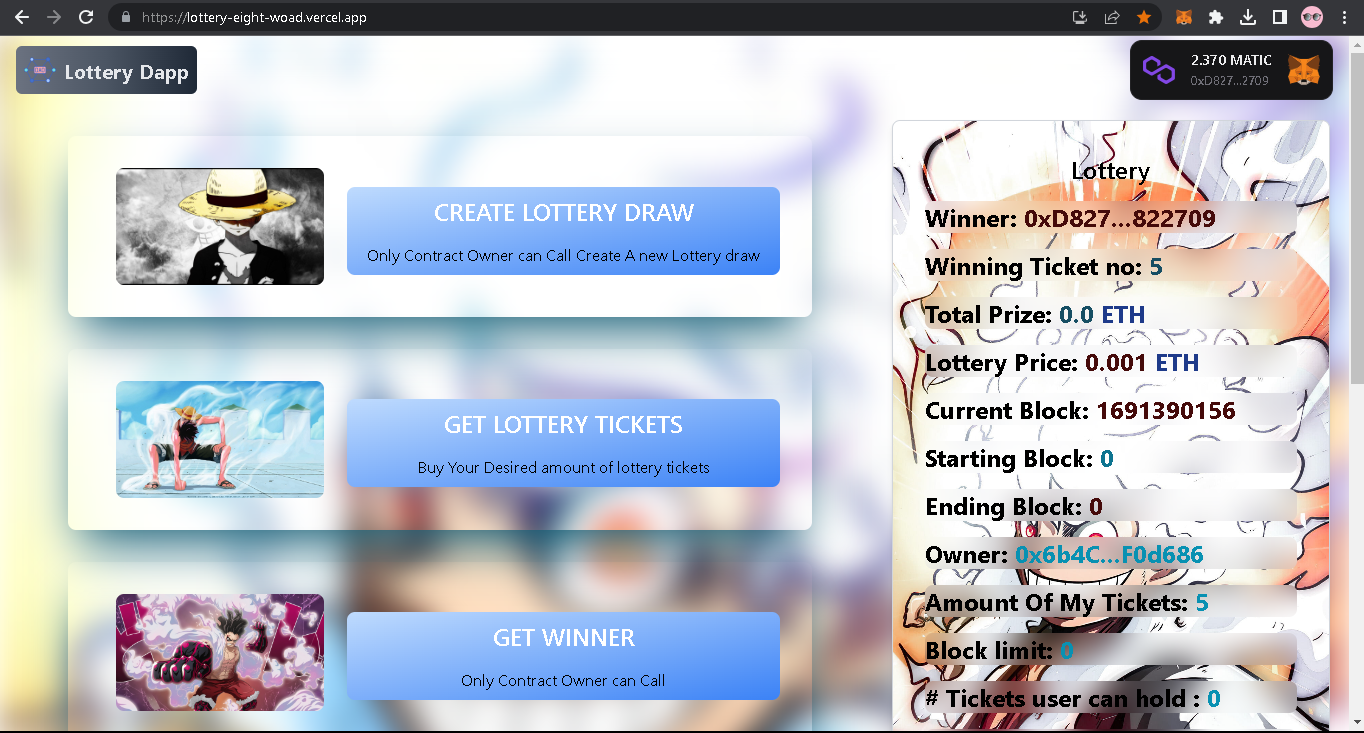 https://lottery-eight-woad.vercel.app
Lottery Dapp
2.370 MATIC
0xD827...2709
CREATE LOTTERY DRAW
Only Contract Owner can Call Create A new Lottery draw
GET LOTTERY TICKETS
Buy Your Desired amount of lottery tickets
GET WINNER
Only Contract Owner can Call
Lottery
Winner: 0xD827...822709
Winning Ticket no: 5
Total Prize: 0.0 ETH
Lottery Price: 0.001 ETH
Current Block: 1691390156
Starting Block: 0
Ending Block: 0
Owner: 0x6b4C...F0d686
Amount Of My Tickets: 5
Block limit: 0
# Tickets user can hold : 0